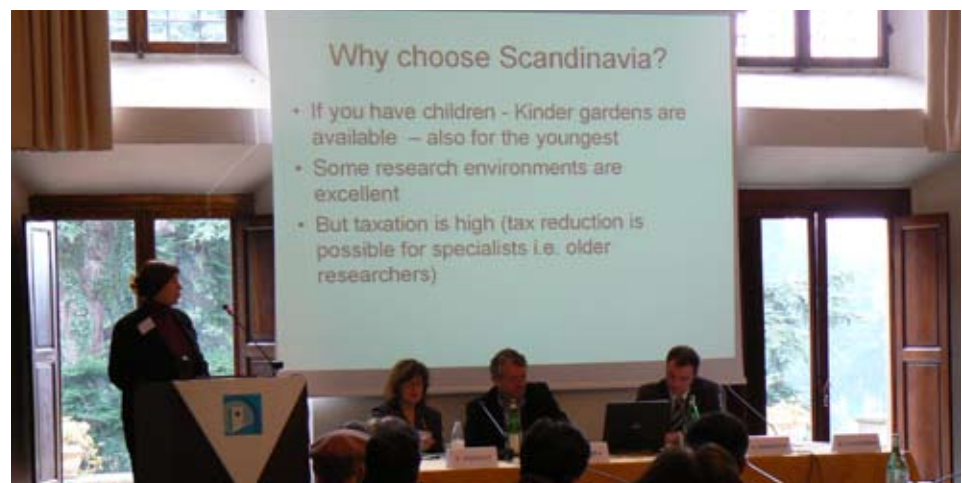 Why choose Scandinavia?
• If you have children - Kinder gardens are
available – also for the youngest
• Some research environments are
excellent
• But taxation is high (tax reduction is
possible for specialists i.e. older
researchers)